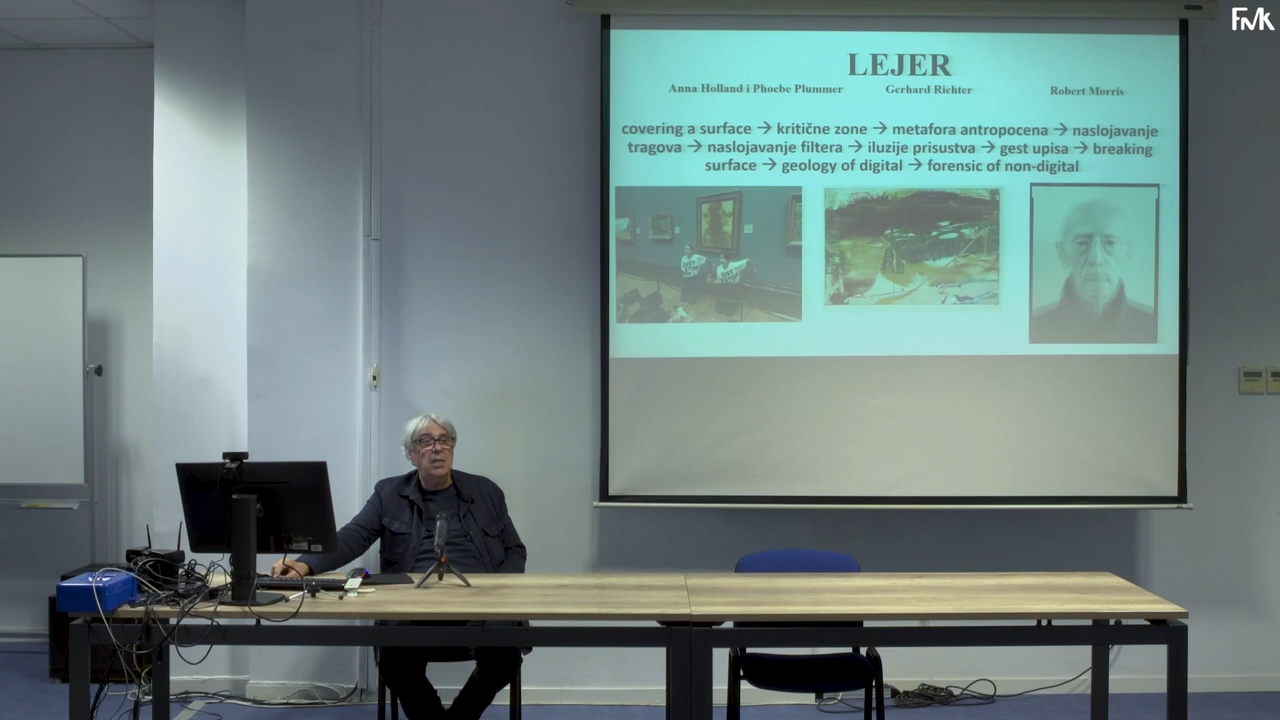 FMK
LEJER
Anna Holland i Phoebe Plummer Gerhard Richter Robert Morris
covering a surface → kritične zone → metafora antropocena → naslojavanje
tragova → naslojavanje filtera → iluzije prisustva → gest upisa → breaking
surface → geology of digital → forensic of non-digital
JUST